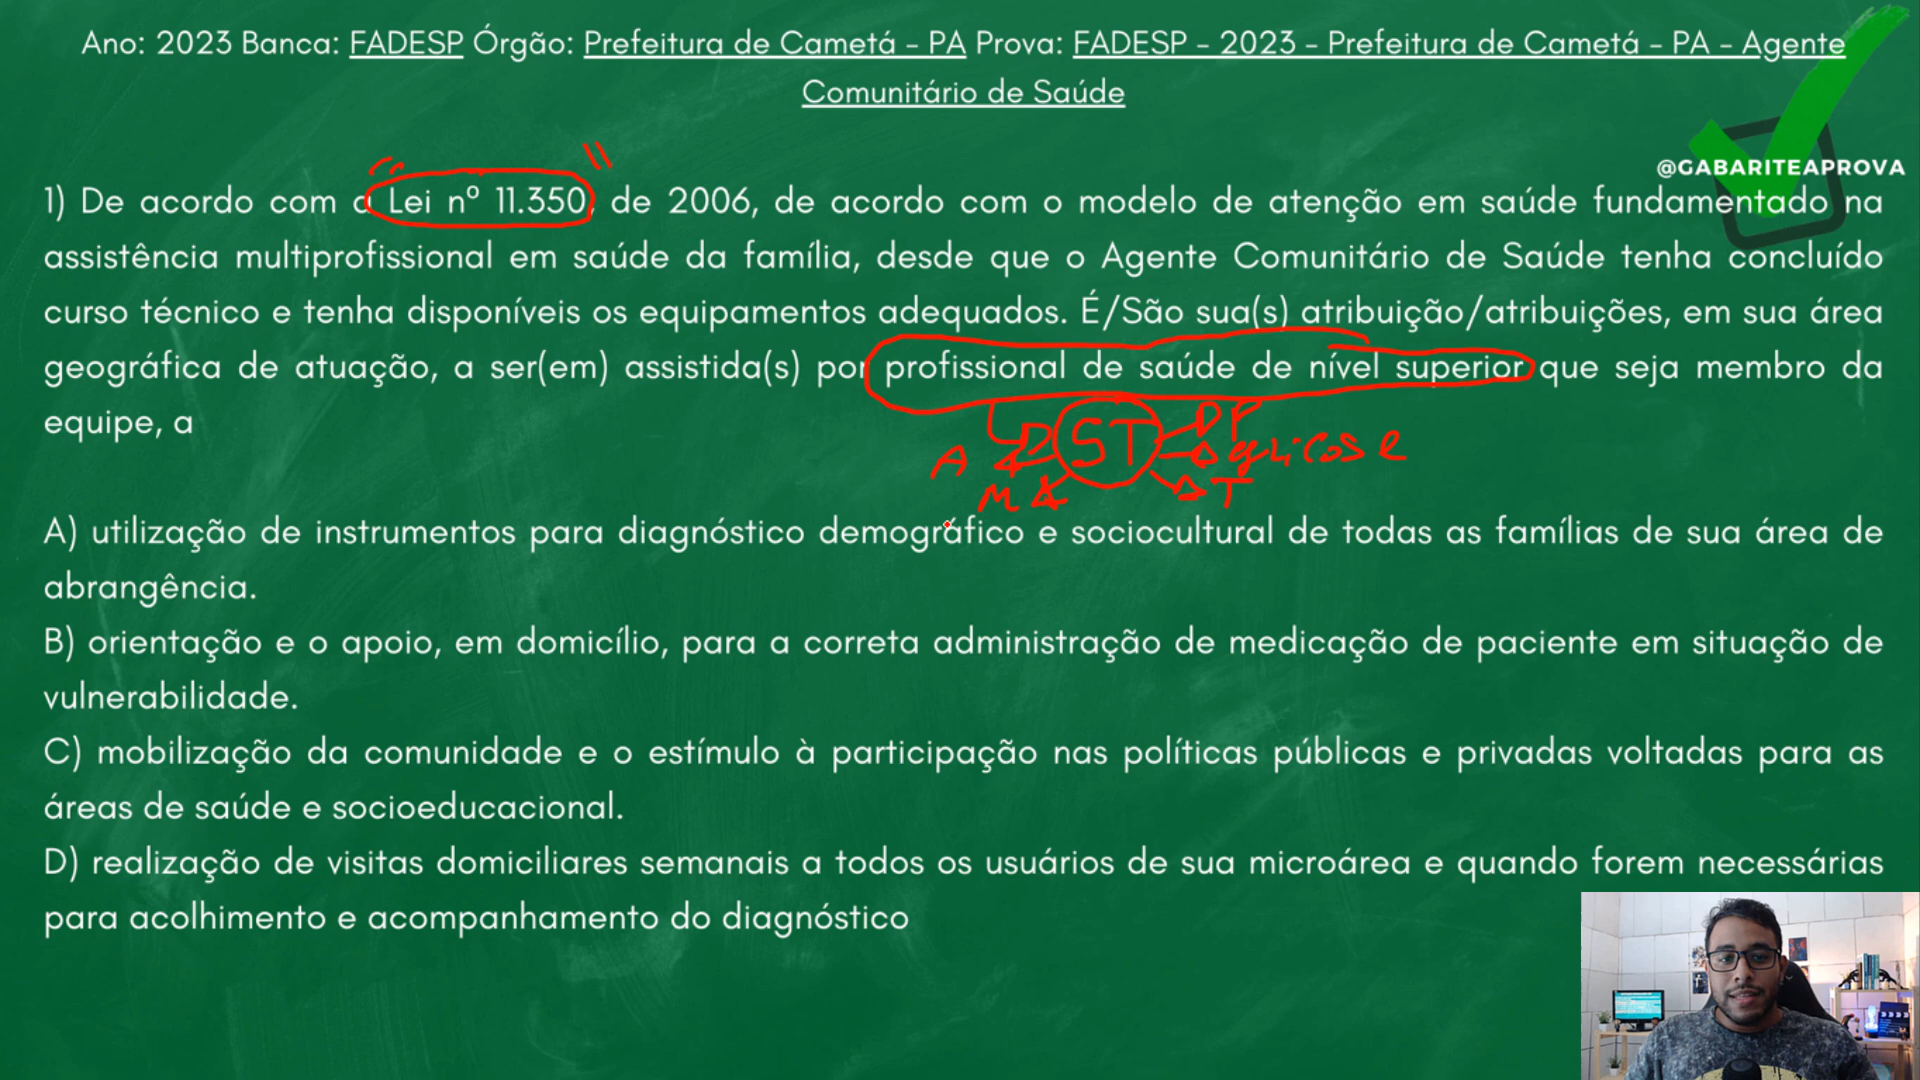 Ano: 2023 Banca: FADESP Órgão: Prefeitura de Cametá - PA Prova: FADESP - 2023 - Prefeitura de Cametá - PA - Agente
Comunitário de Saúde
@GABARITEAPROVA
1) De acordo com a Lei nº 11.350, de 2006, de acordo com o modelo de atenção em saúde fundamentado na
assistência multiprofissional em saúde da família, desde que o Agente Comunitário de Saúde tenha concluído
curso técnico e tenha disponíveis os equipamentos adequados. É/São sua(s) atribuição/atribuições, em sua área
geográfica de atuação, a ser(em) assistida(s) por profissional de saúde de nível superior que seja membro da
equipe, a
ST
P
A
glicose
M
T
A) utilização de instrumentos para diagnóstico demográfico e sociocultural de todas as famílias de sua área de
abrangência.
B) orientação e o apoio, em domicílio, para a correta administração de medicação de paciente em situação de
vulnerabilidade.
C) mobilização da comunidade e o estímulo à participação nas políticas públicas e privadas voltadas para as
áreas de saúde e socioeducacional.
D) realização de visitas domiciliares semanais a todos os usuários de sua microárea e quando forem necessárias
para acolhimento e acompanhamento do diagnóstico